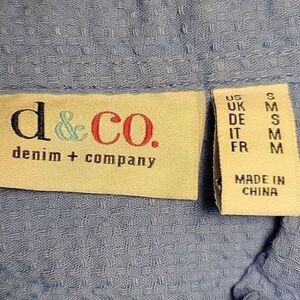 d&co.
denim + company
US S
UK M
DE S
IT M
FR M
MADE IN
CHINA